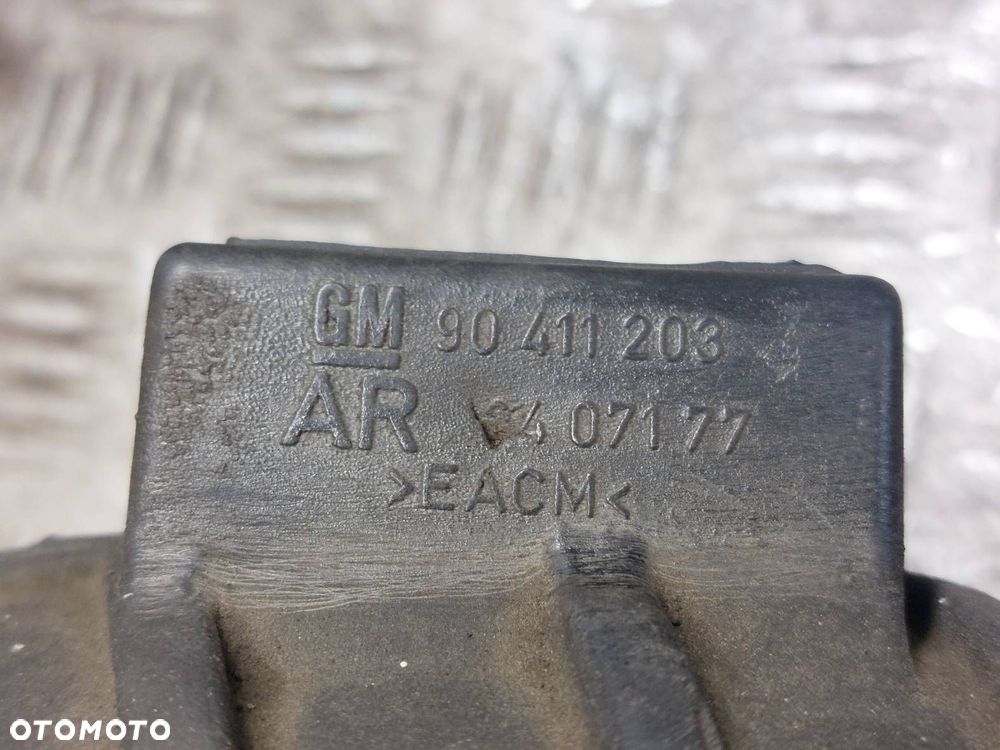 GM 90 411 203
AR 4 071 77
>EACM<
OTOMOTO